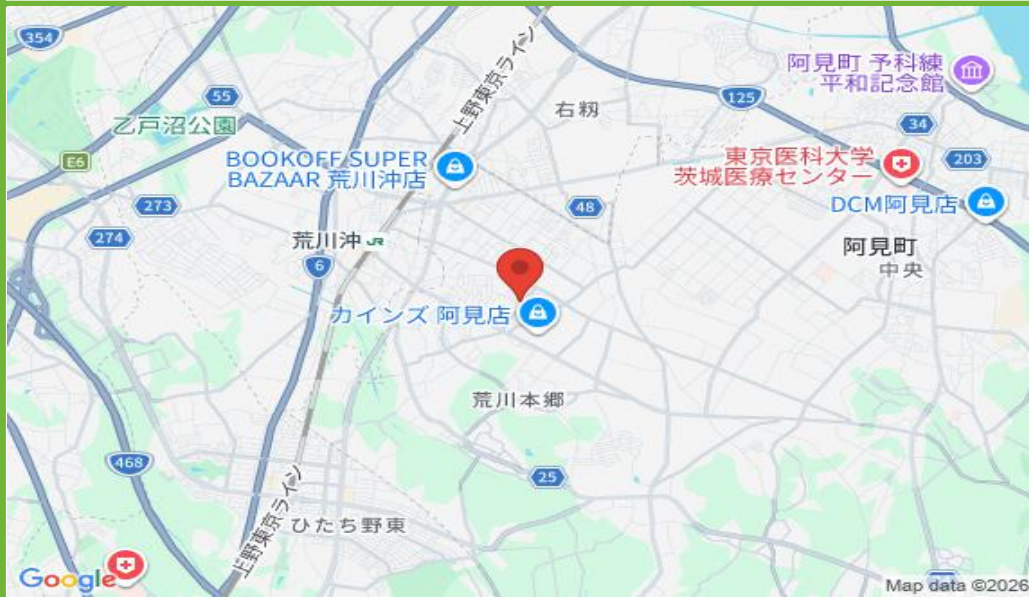 354
上野東京ライン
阿見町 予科練
平和記念館
55
125
右籾
乙戸沼公園
34
E6
BOOKOFF SUPER
BAZAAR 荒川沖店
東京医科大学
茨城医療センター
203
273
48
DCM阿見店
274
荒川沖 JR
6
阿見町
中央
カインズ 阿見店
荒川本郷
468
25
上野東京ライン
ひたち野東
Google
Map data ©2026